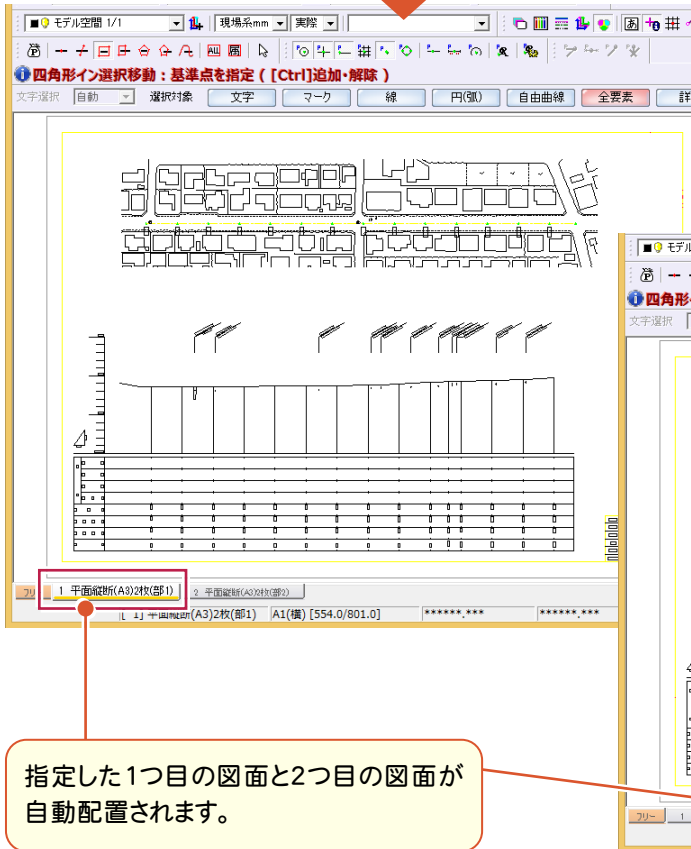 モデル空間 1/1
現場系mm
実際
あ
ALL
四角形イン選択移動：基準点を指定 ( [Ctrl]追加・解除 )
文字選択 自動 選択対象 文字 マーク 線 円(弧) 自由曲線 全要素 詳
モデル
四角形
文字選択
1 平面縦断(A3)2枚(部1) 2 平面縦断(A3)2枚(部2)
[ 1] 平面縦断(A3)2枚(部1) A1(横) [554.0/801.0] ******.*** ******.***
指定した1つ目の図面と2つ目の図面が
自動配置されます。
フリー 1